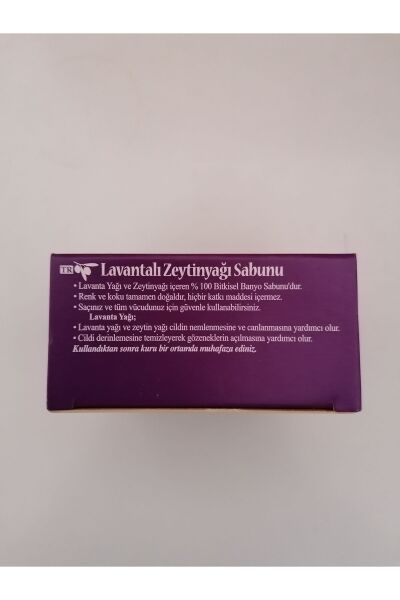 TR Lavantalı Zeytinyağı Sabunu
• Lavanta Yağı ve Zeytinyağı içeren % 100 Bitkisel Banyo Sabunu'dur.
• Renk ve koku tamamen doğaldır, hiçbir katkı maddesi içermez.
• Saçınız ve tüm vücudunuz için güvenle kullanabilirsiniz.
Lavanta Yağı;
• Lavanta yağı ve zeytin yağı cildin nemlenmesine ve canlanmasına yardımcı olur.
• Cildi derinlemesine temizleyerek gözeneklerin açılmasına yardımcı olur.
Kullandıktan sonra kuru bir ortamda muhafaza ediniz.